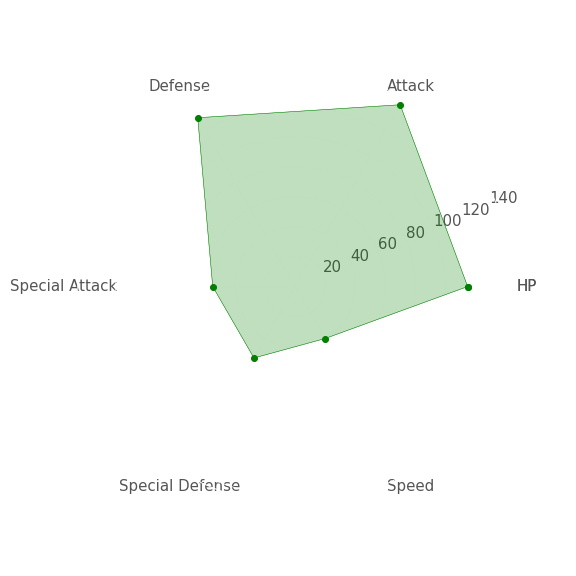 Defense
Attack
140
120
100
80
60
40
20
Special Attack
HP
Special Defense
Speed